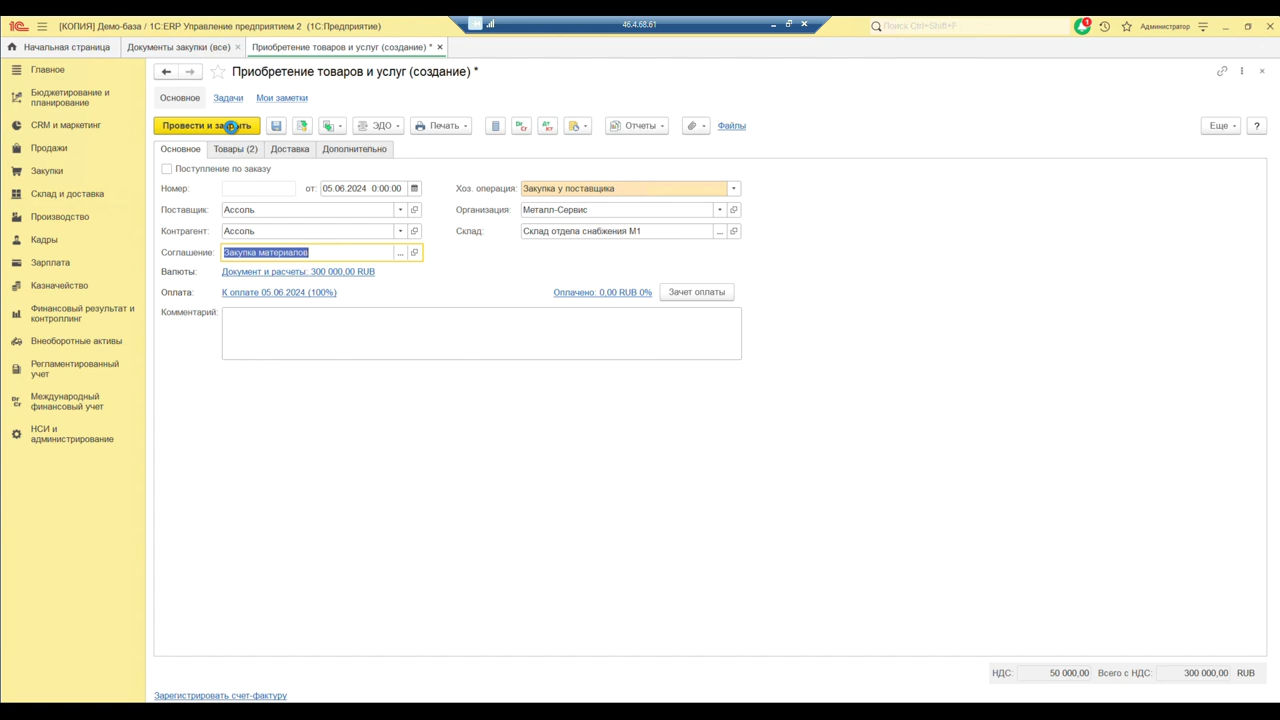 [КОПИЯ] Демо-база / 1С:ERP Управление предприятием 2 (1С:Предприятие)
46.4.68.61
Поиск Ctrl+Shift+F
1
Администратор
Начальная страница
Документы закупки (все) ×
Приобретение товаров и услуг (создание) * ×
Главное
Бюджетирование и
планирование
CRM и маркетинг
Продажи
Закупки
Склад и доставка
Производство
Кадры
Зарплата
Казначейство
Финансовый результат и
контроллинг
Внеоборотные активы
Регламентированный
учет
Международный
финансовый учет
НСИ и
администрирование
Приобретение товаров и услуг (создание) *
Основное Задачи Мои заметки
Провести и закрыть ЭДО Печать Отчеты Файлы Еще ?
Основное Товары (2) Доставка Дополнительно
Поступление по заказу
Номер: от: 05.06.2024 0:00:00 Хоз. операция: Закупка у поставщика
Поставщик: Ассоль Организация: Металл-Сервис
Контрагент: Ассоль Склад: Склад отдела снабжения М1 ...
Соглашение: Закупка материалов ...
Валюты: Документ и расчеты: 300 000,00 RUB
Оплата: К оплате 05.06.2024 (100%) Оплачено: 0,00 RUB 0% Зачет оплаты
Комментарий:
НДС: 50 000,00 Всего с НДС: 300 000,00 RUB
Зарегистрировать счет-фактуру